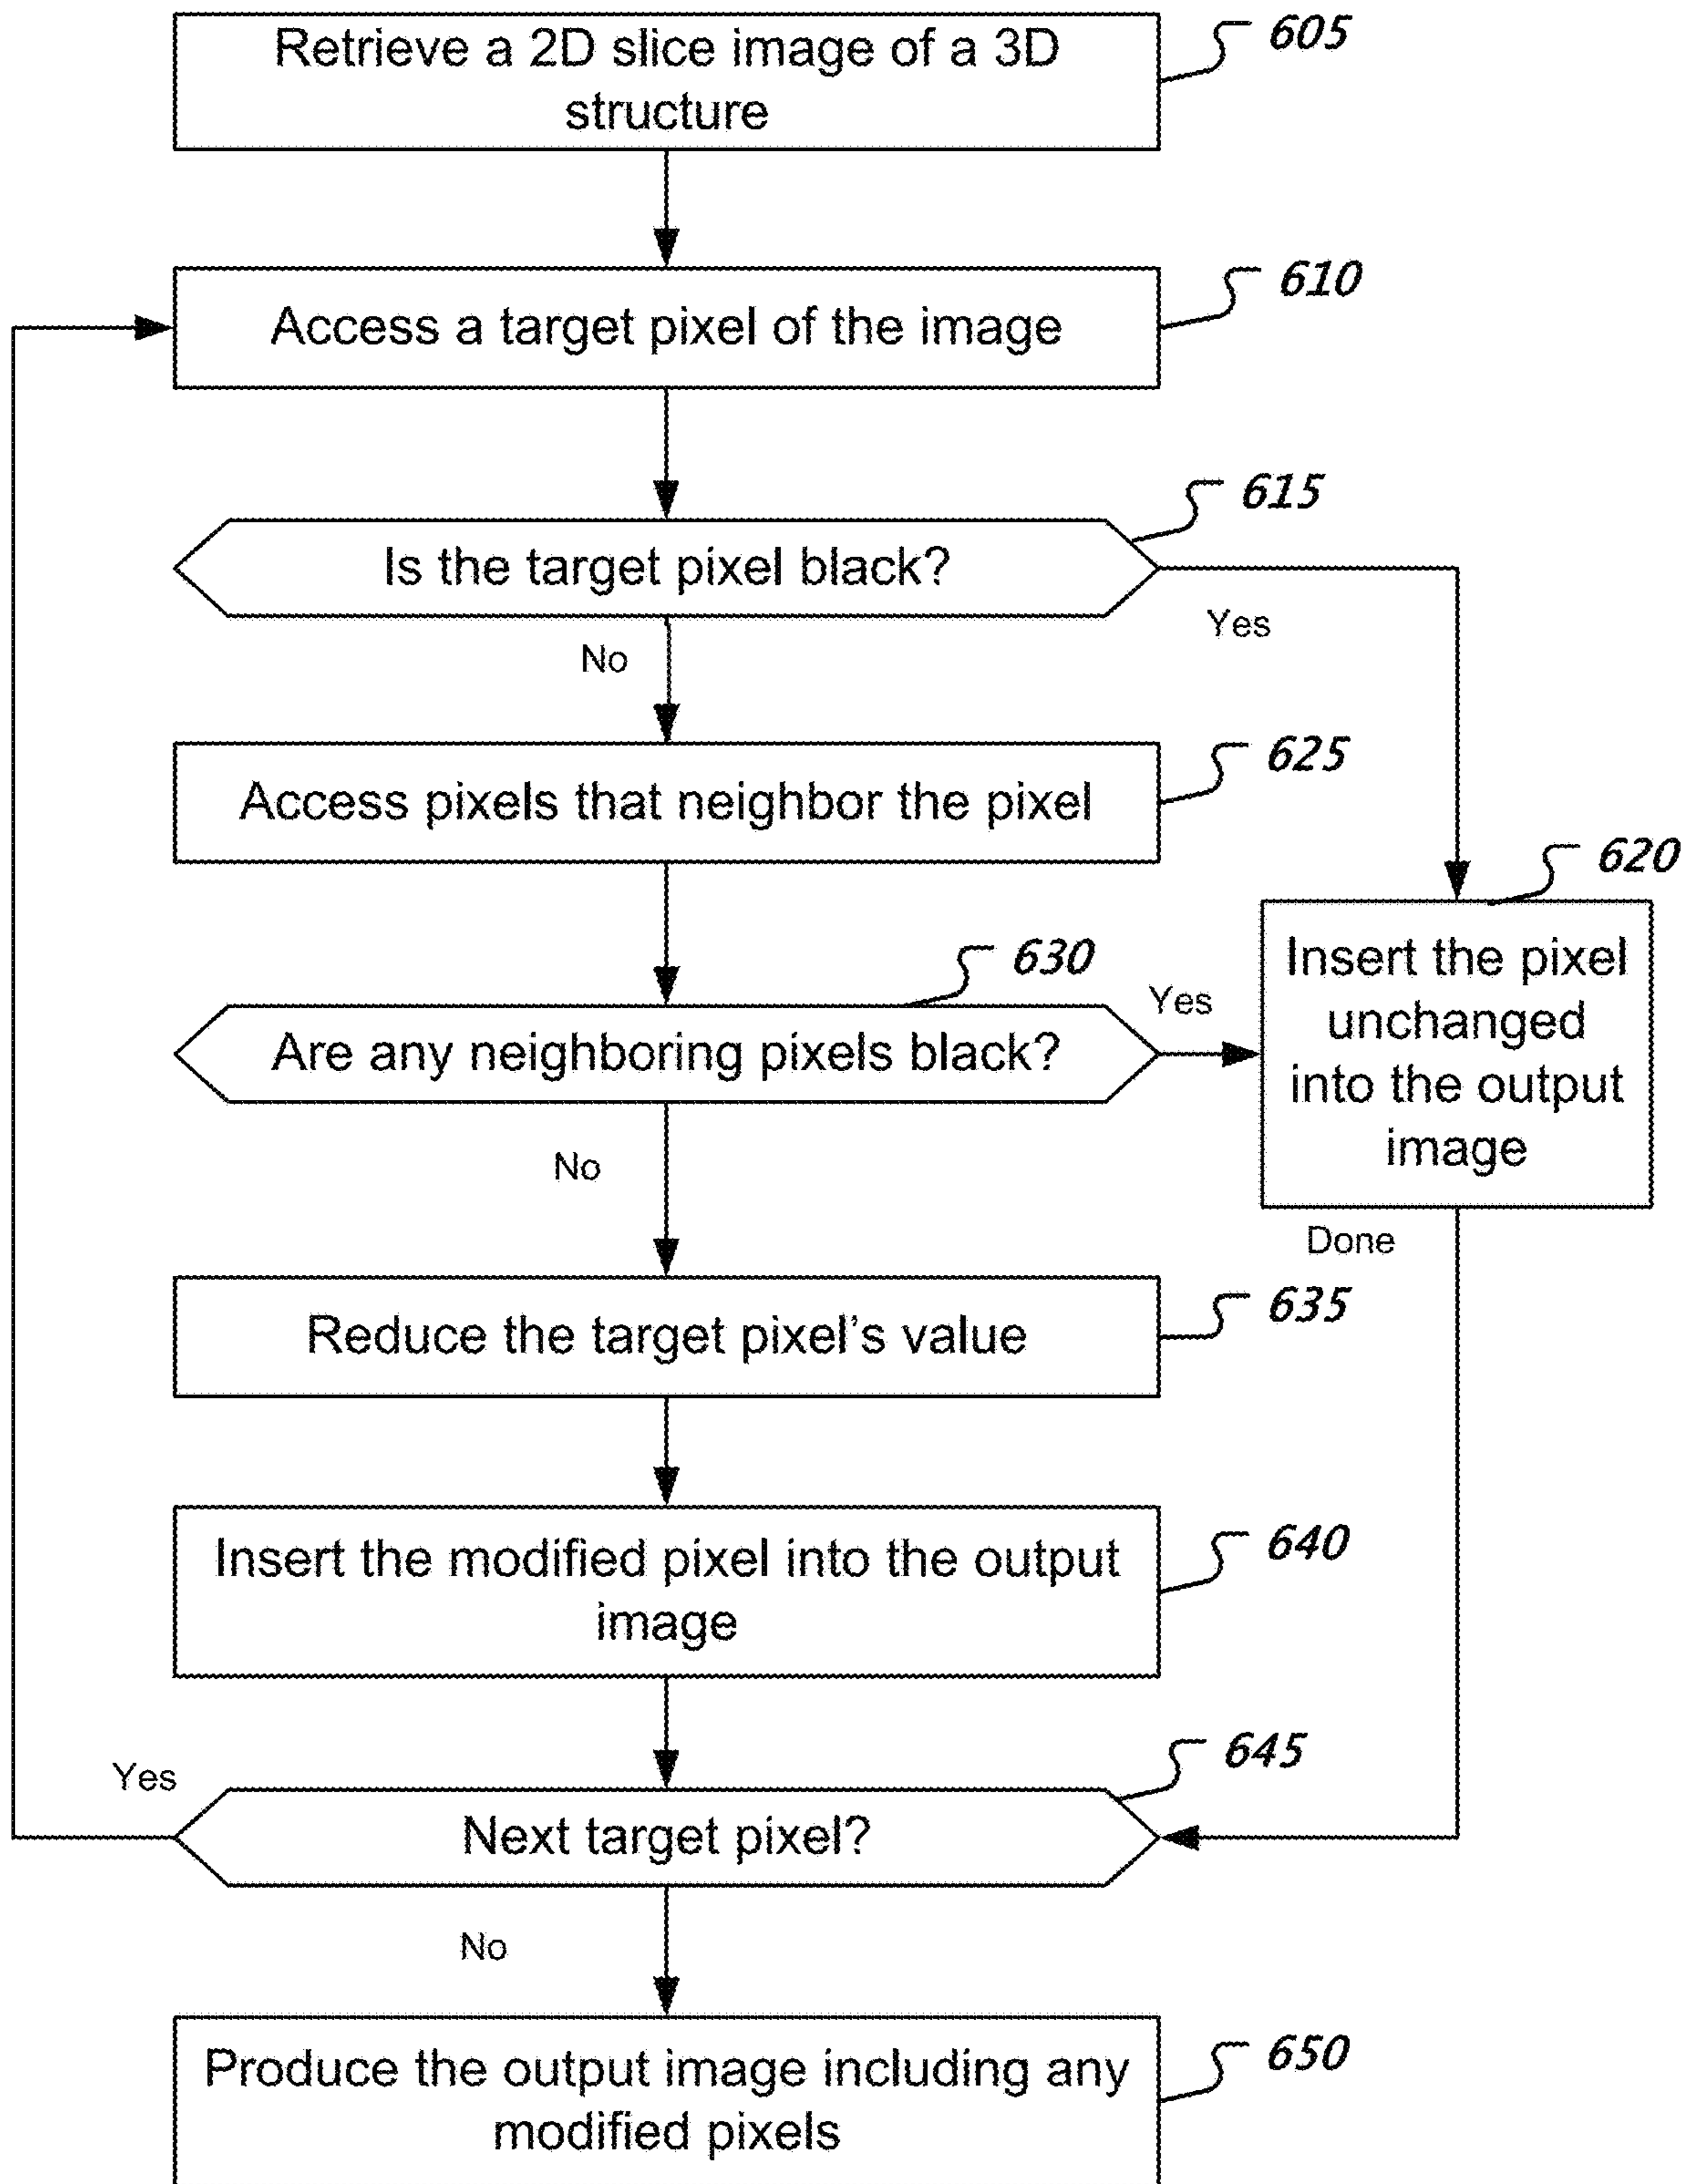 Retrieve a 2D slice image of a 3D
structure
605
Access a target pixel of the image
610
Is the target pixel black?
615
Yes
No
Access pixels that neighbor the pixel
625
620
Insert the pixel
unchanged
into the output
image
Are any neighboring pixels black?
630
Yes
No
Done
Reduce the target pixel's value
635
Insert the modified pixel into the output
image
640
Next target pixel?
645
Yes
No
Produce the output image including any
modified pixels
650